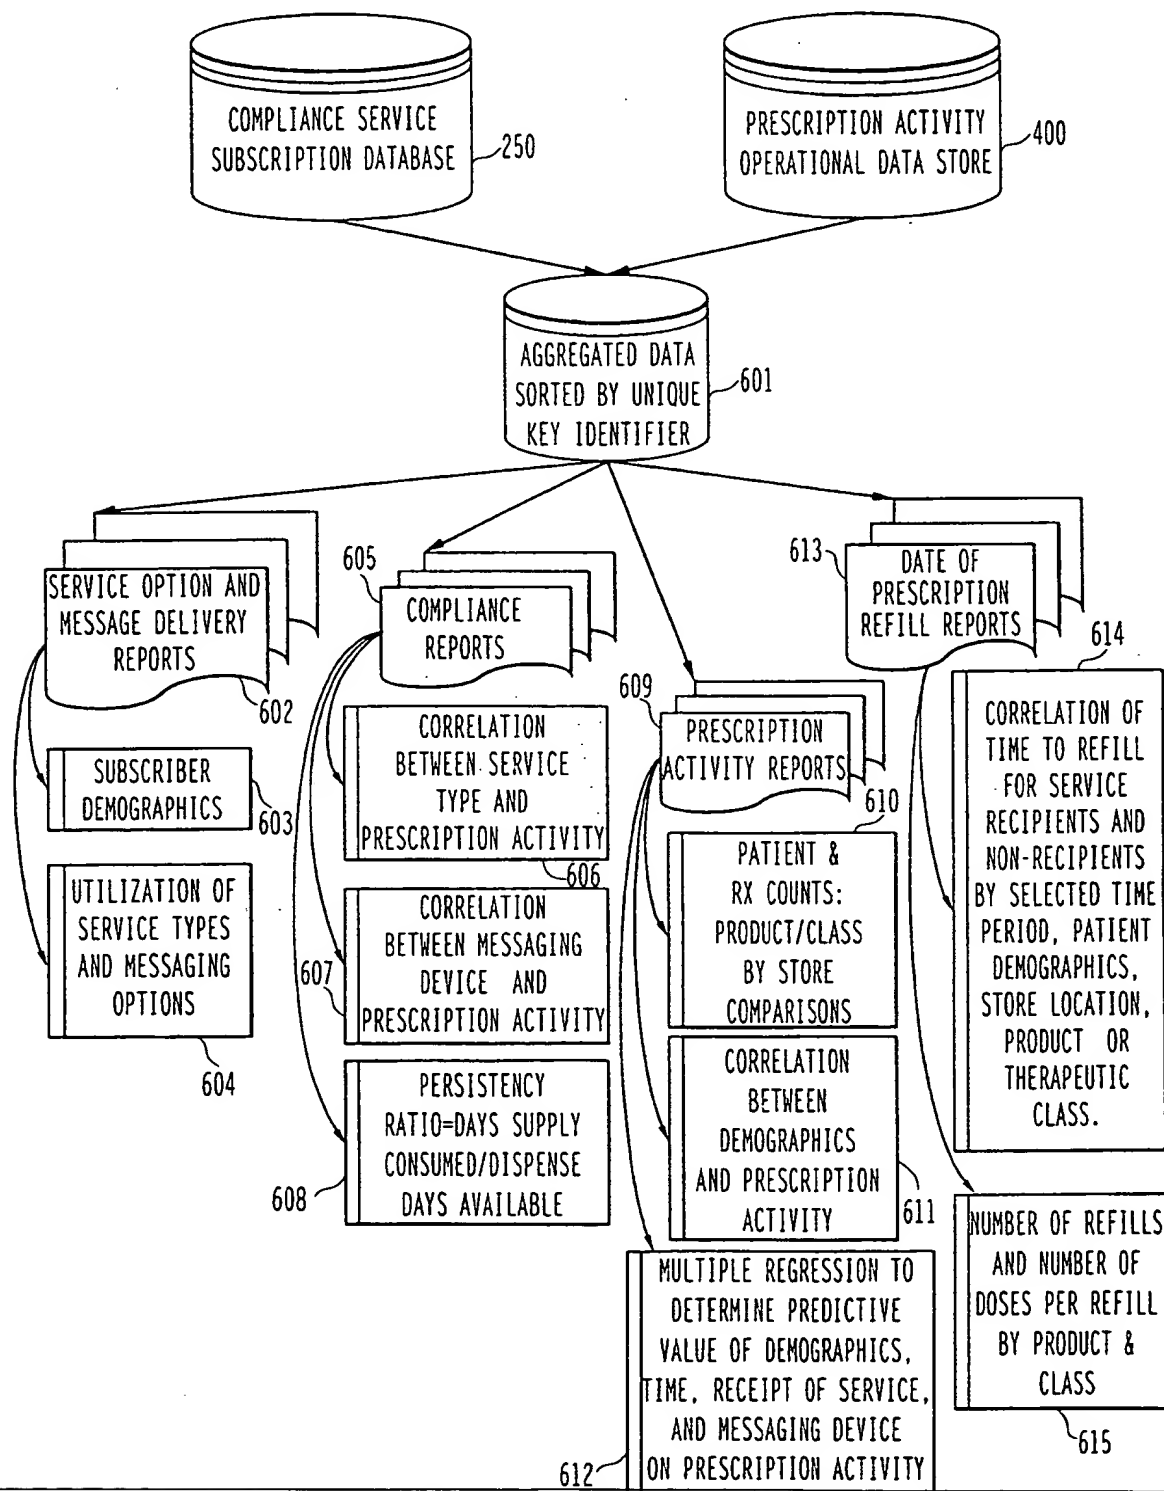 COMPLIANCE SERVICE
SUBSCRIPTION DATABASE
250
PRESCRIPTION ACTIVITY
OPERATIONAL DATA STORE
400
AGGREGATED DATA
SORTED BY UNIQUE
KEY IDENTIFIER
601
SERVICE OPTION AND
MESSAGE DELIVERY
REPORTS
602
SUBSCRIBER
DEMOGRAPHICS
603
UTILIZATION OF
SERVICE TYPES
AND MESSAGING
OPTIONS
604
605
COMPLIANCE
REPORTS
CORRELATION
BETWEEN SERVICE
TYPE AND
PRESCRIPTION ACTIVITY
606
CORRELATION
BETWEEN MESSAGING
DEVICE AND
PRESCRIPTION ACTIVITY
607
PERSISTENCY
RATIO=DAYS SUPPLY
CONSUMED/DISPENSE
DAYS AVAILABLE
608
609
PRESCRIPTION
ACTIVITY REPORTS
610
PATIENT &
RX COUNTS:
PRODUCT/CLASS
BY STORE
COMPARISONS
CORRELATION
BETWEEN
DEMOGRAPHICS
AND PRESCRIPTION
ACTIVITY
611
MULTIPLE REGRESSION TO
DETERMINE PREDICTIVE
VALUE OF DEMOGRAPHICS,
TIME, RECEIPT OF SERVICE,
AND MESSAGING DEVICE
ON PRESCRIPTION ACTIVITY
612
613
DATE OF
PRESCRIPTION
REFILL REPORTS
614
CORRELATION OF
TIME TO REFILL
FOR SERVICE
RECIPIENTS AND
NON-RECIPIENTS
BY SELECTED TIME
PERIOD, PATIENT
DEMOGRAPHICS,
STORE LOCATION,
PRODUCT OR
THERAPEUTIC
CLASS.
NUMBER OF REFILLS
AND NUMBER OF
DOSES PER REFILL
BY PRODUCT &
CLASS
615